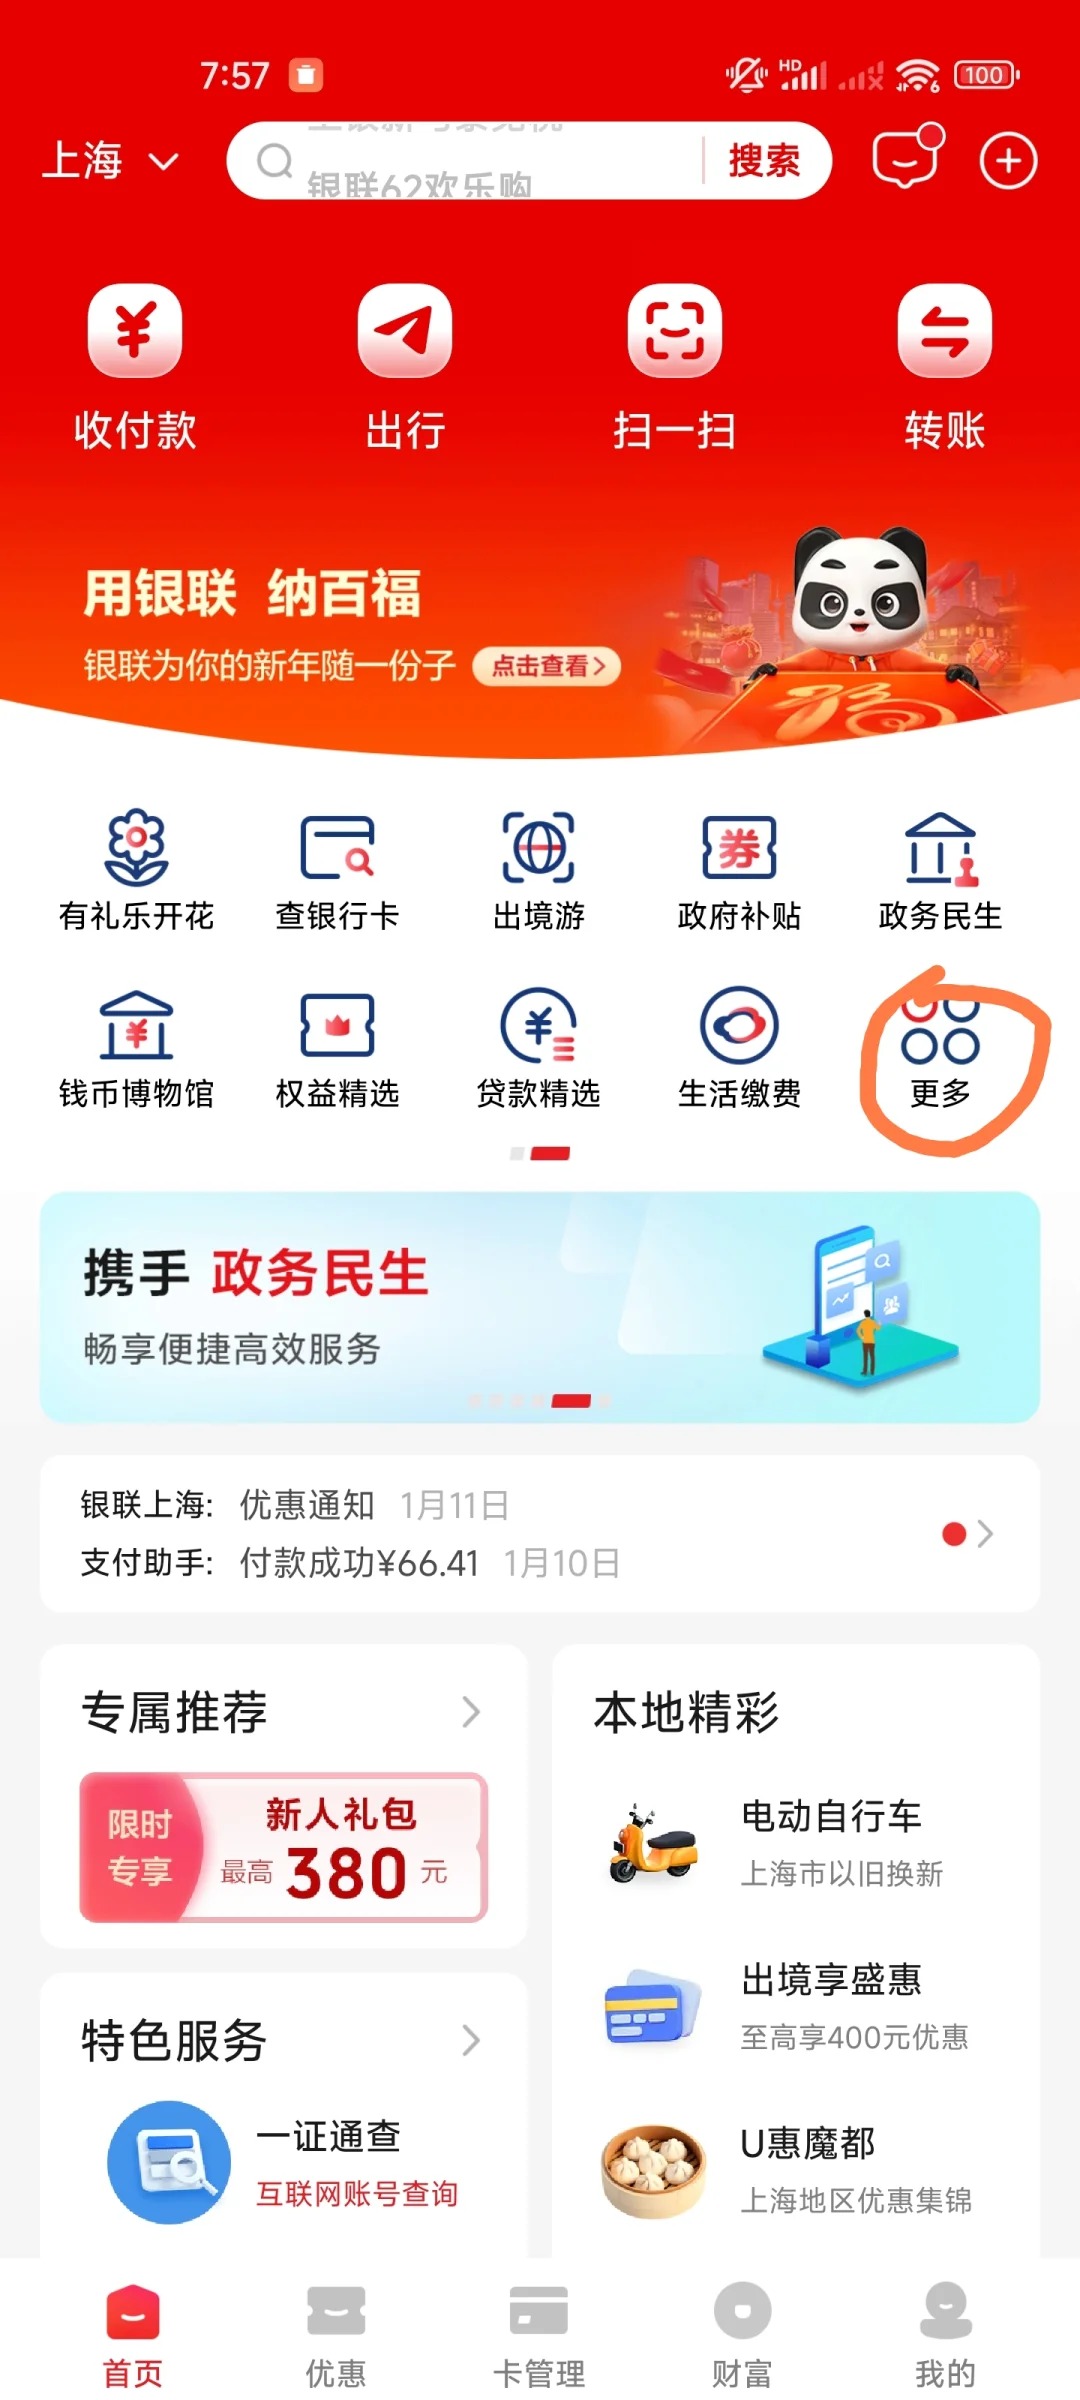 7:57
HD
6
100
上海
银联62欢乐购
搜索
收付款
出行
扫一扫
转账
用银联 纳百福
银联为你的新年随一份子
点击查看>
福
有礼乐开花
查银行卡
出境游
券
政府补贴
政务民生
钱币博物馆
权益精选
贷款精选
生活缴费
更多
携手 政务民生
畅享便捷高效服务
银联上海: 优惠通知 1月11日
支付助手: 付款成功¥66.41 1月10日
专属推荐
限时
专享
新人礼包
最高 380 元
特色服务
一证通查
互联网账号查询
本地精彩
电动自行车
上海市以旧换新
出境享盛惠
至高享400元优惠
U惠魔都
上海地区优惠集锦
首页
优惠
卡管理
财富
我的